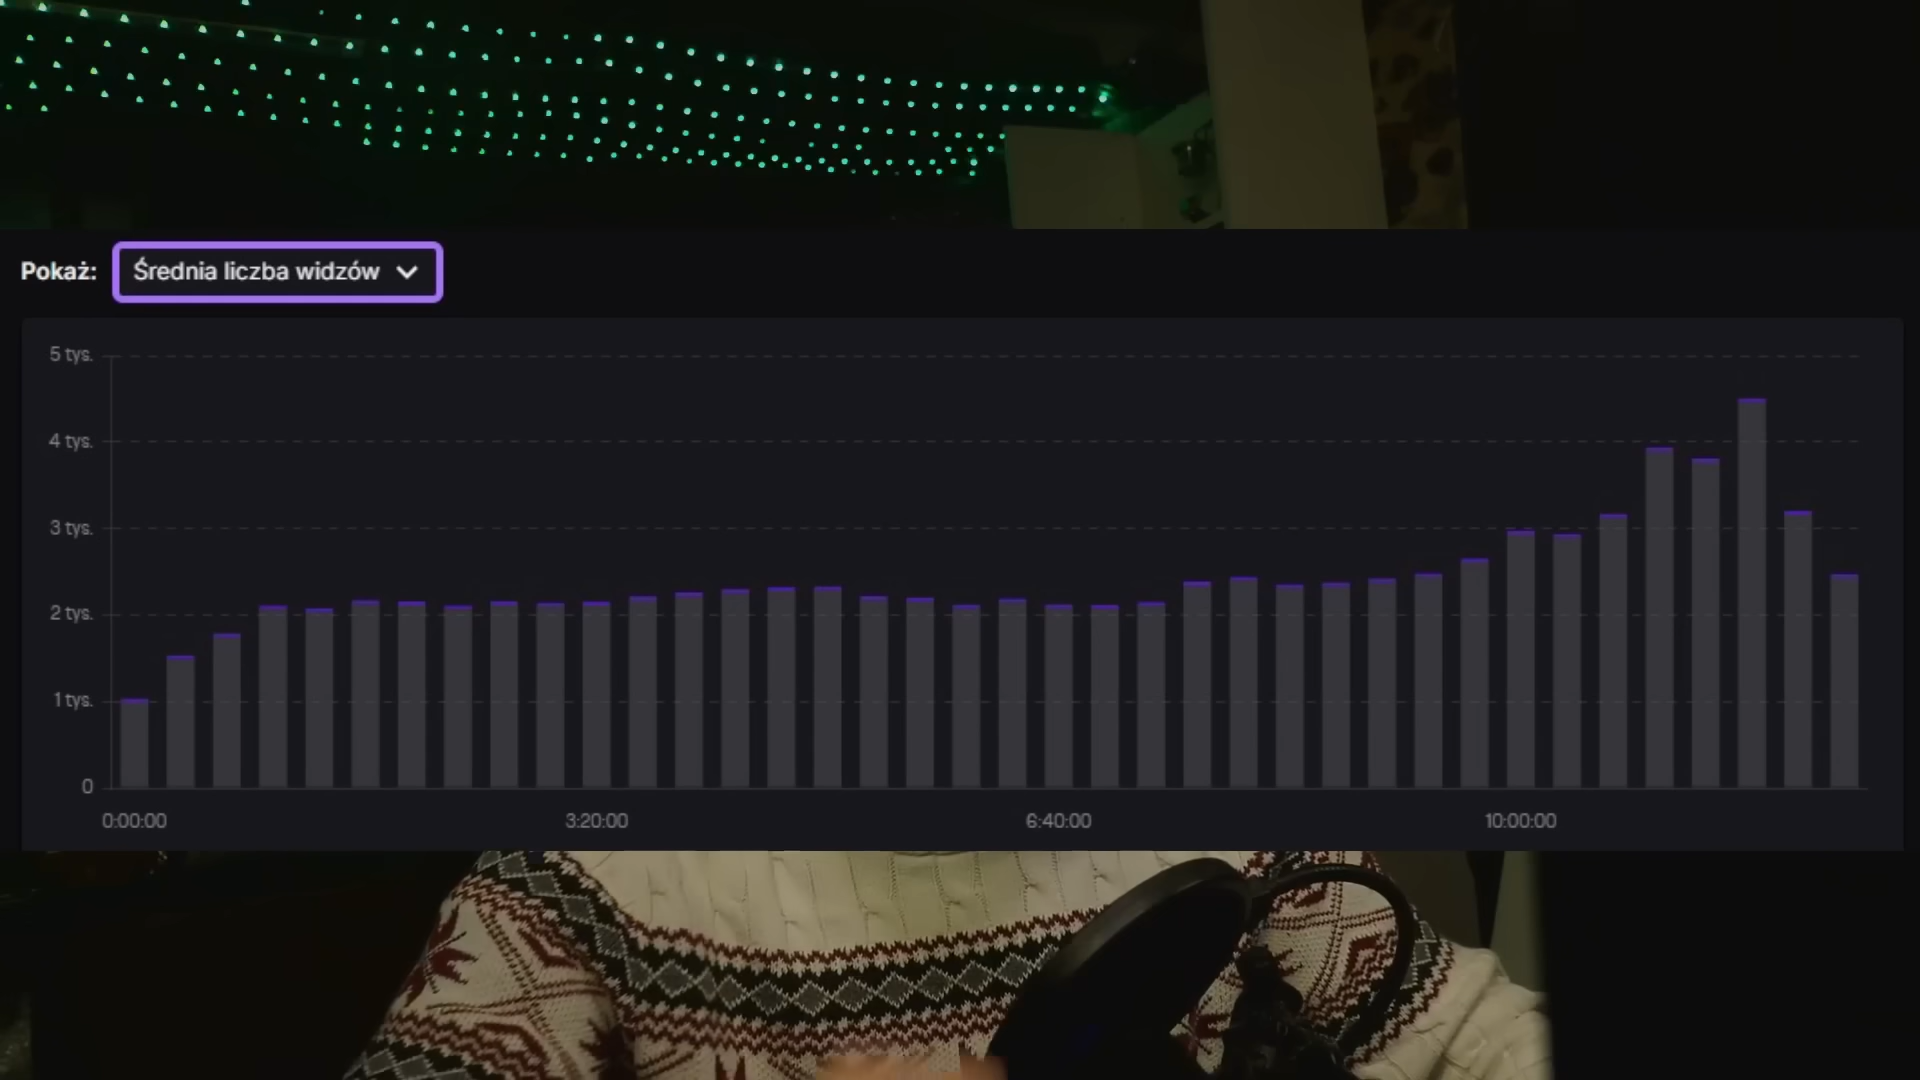 Pokaż: Średnia liczba widzów
5 tys.
4 tys.
3 tys.
2 tys.
1 tys.
0
0:00:00 3:20:00 6:40:00 10:00:00